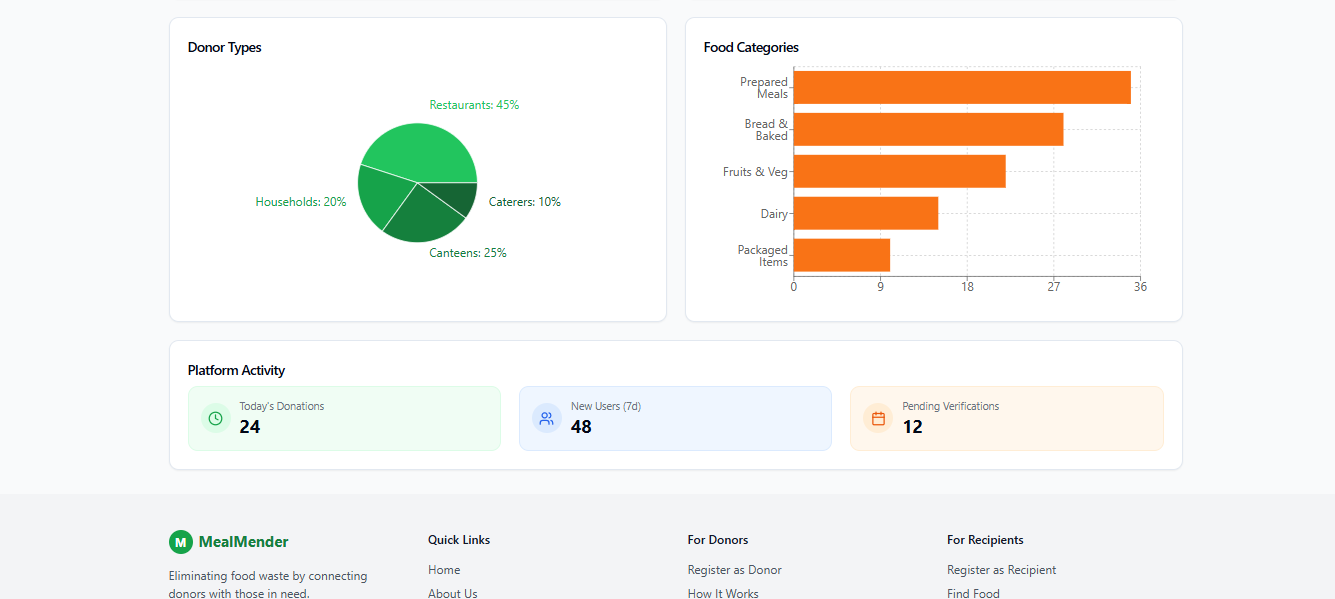 Donor Types
Restaurants: 45%
Households: 20%
Caterers: 10%
Canteens: 25%
Food Categories
Prepared
Meals
Bread &
Baked
Fruits & Veg
Dairy
Packaged
Items
0 9 18 27 36
Platform Activity
Today's Donations
24
New Users (7d)
48
Pending Verifications
12
M MealMender
Eliminating food waste by connecting
donors with those in need.
Quick Links
Home
About Us
For Donors
Register as Donor
How It Works
For Recipients
Register as Recipient
Find Food